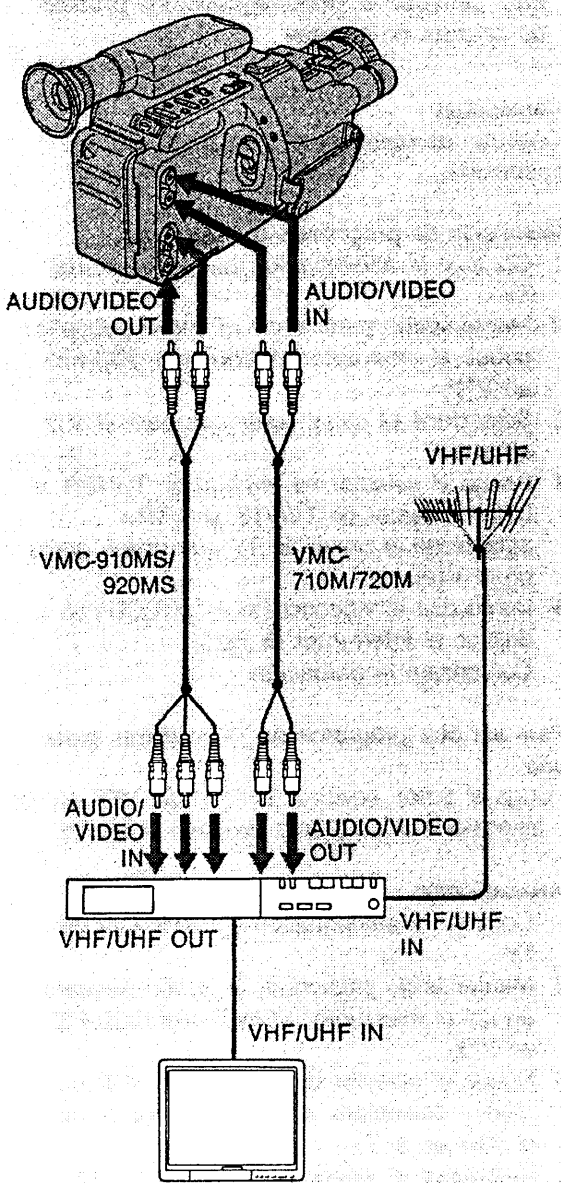 AUDIO/VIDEO
OUT
AUDIO/VIDEO
IN
VHF/UHF
VMC-910MS/
920MS
VMC-
710M/720M
AUDIO/
VIDEO
IN
AUDIO/VIDEO
OUT
VHF/UHF OUT
VHF/UHF
IN
VHF/UHF IN